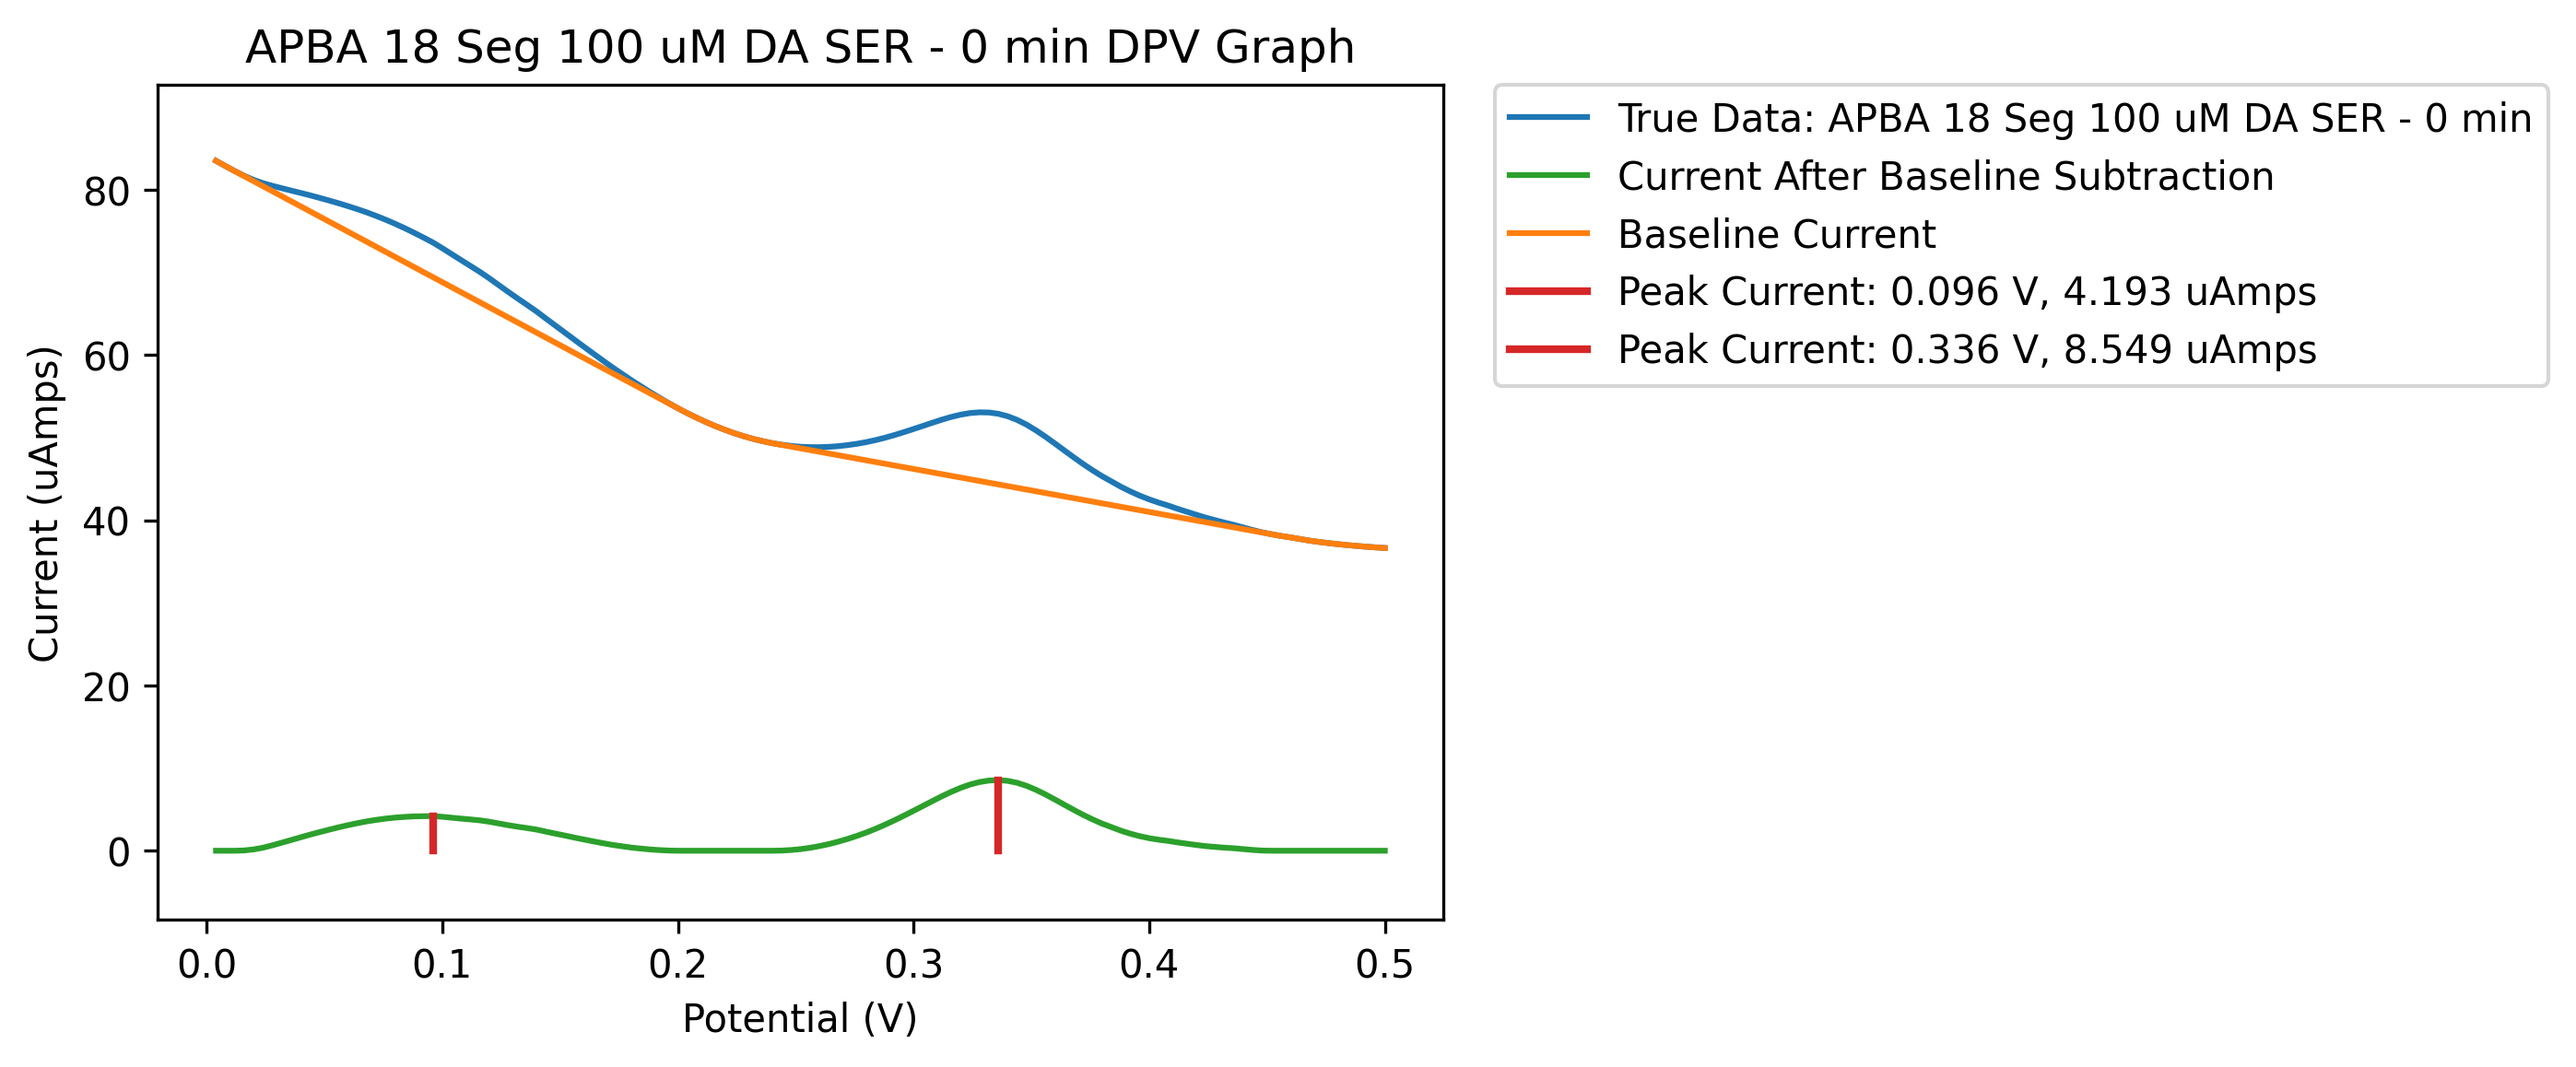 APBA 18 Seg 100 uM DA SER - 0 min DPV Graph
True Data: APBA 18 Seg 100 uM DA SER - 0 min
Current After Baseline Subtraction
Baseline Current
Peak Current: 0.096 V, 4.193 uAmps
Peak Current: 0.336 V, 8.549 uAmps
Current (uAmps)
80
60
40
20
0
0.0 0.1 0.2 0.3 0.4 0.5
Potential (V)